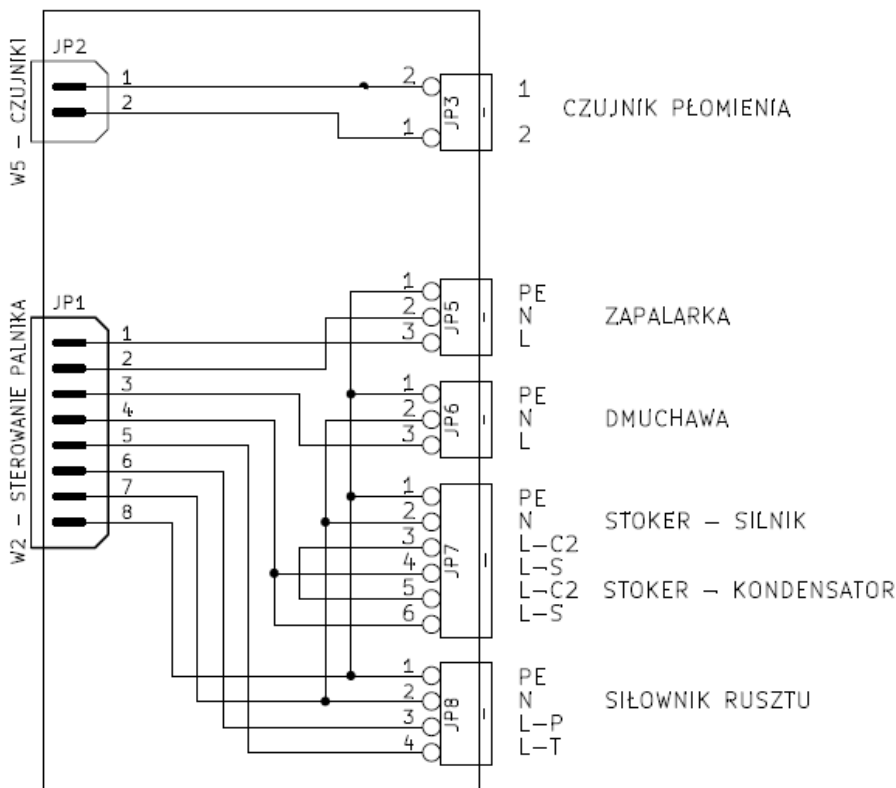 JP2
W5 – CZUJNIKI
1
2
2
1
JP3
1
2
CZUJNIK PŁOMIENIA
JP1
W2 – STEROWANIE PALNIKA
1
2
3
4
5
6
7
8
1
2
3
JP5
PE
N
L
ZAPALARKA
1
2
3
JP6
PE
N
L
DMUCHAWA
1
2
3
4
5
6
JP7
PE
N
L–C2
L–S
L–C2
L–S
STOKER – SILNIK
STOKER – KONDENSATOR
1
2
3
4
JP8
PE
N
L–P
L–T
SIŁOWNIK RUSZTU